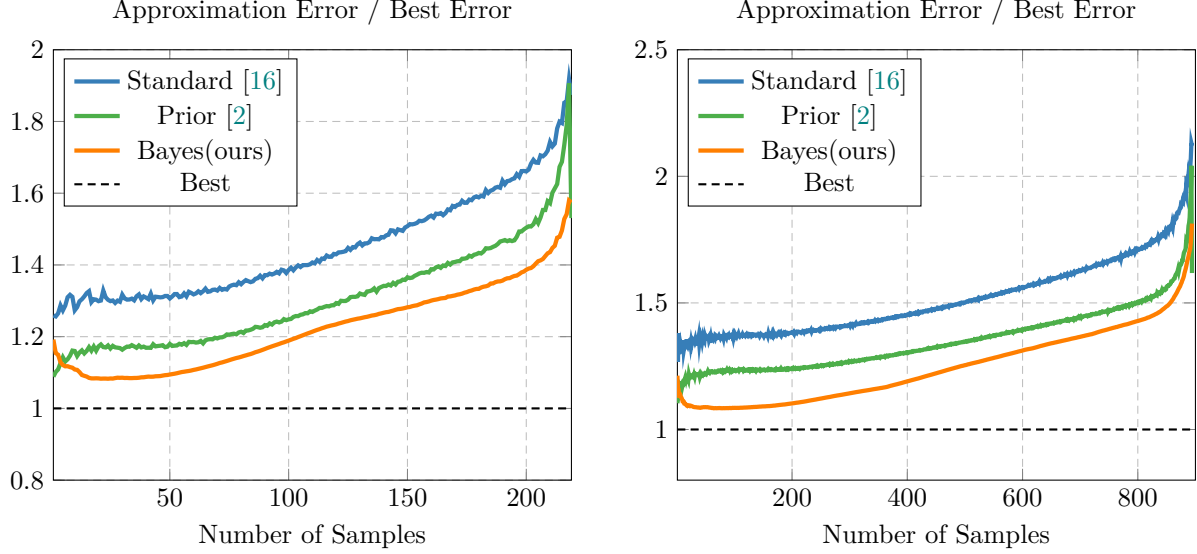 Approximation Error / Best Error
2
1.8
1.6
1.4
1.2
1
0.8
Standard [16]
Prior [2]
Bayes(ours)
Best
50
100
150
200
Number of Samples
Approximation Error / Best Error
2.5
2
1.5
1
Standard [16]
Prior [2]
Bayes(ours)
Best
200
400
600
800
Number of Samples